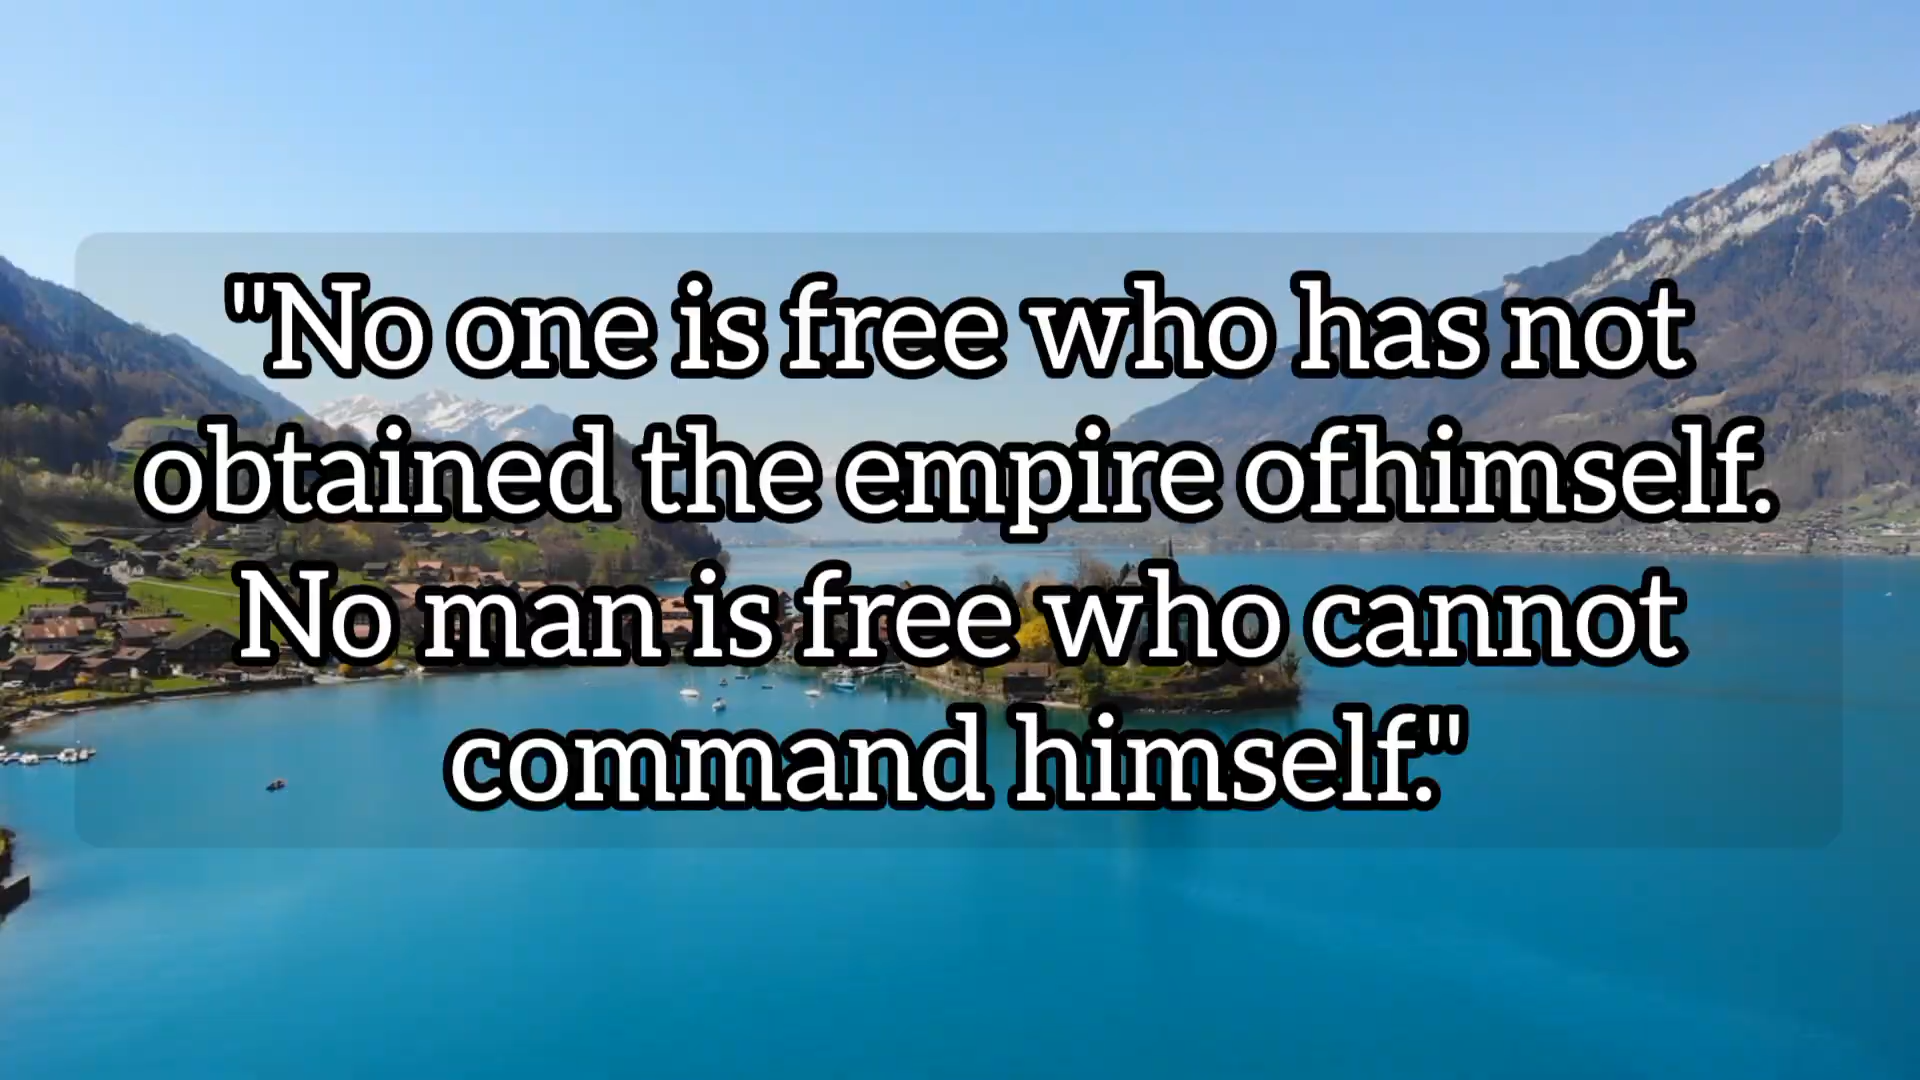 "No one is free who has not
obtained the empire ofhimself.
No man is free who cannot
command himself."